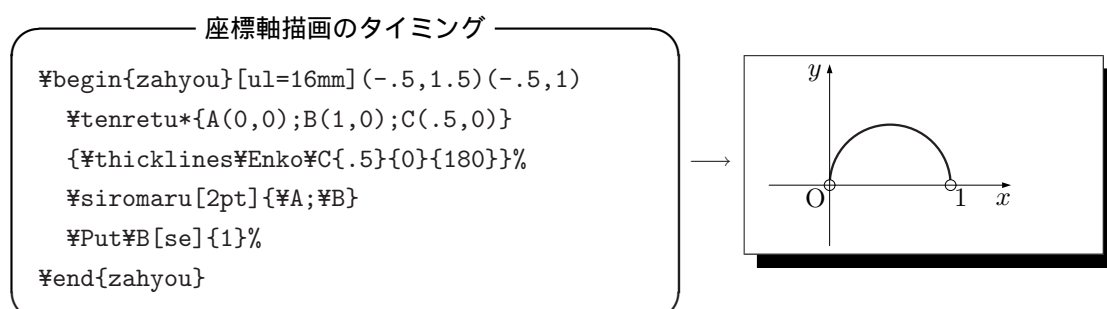 座標軸描画のタイミング
¥begin{zahyou}[ul=16mm](-.5,1.5)(-.5,1)
¥tenretu*{A(0,0);B(1,0);C(.5,0)}
{¥thicklines¥Enko¥C{.5}{0}{180}}%
¥siromaru[2pt]{¥A;¥B}
¥Put¥B[se]{1}%
¥end{zahyou}
y
O 1 x